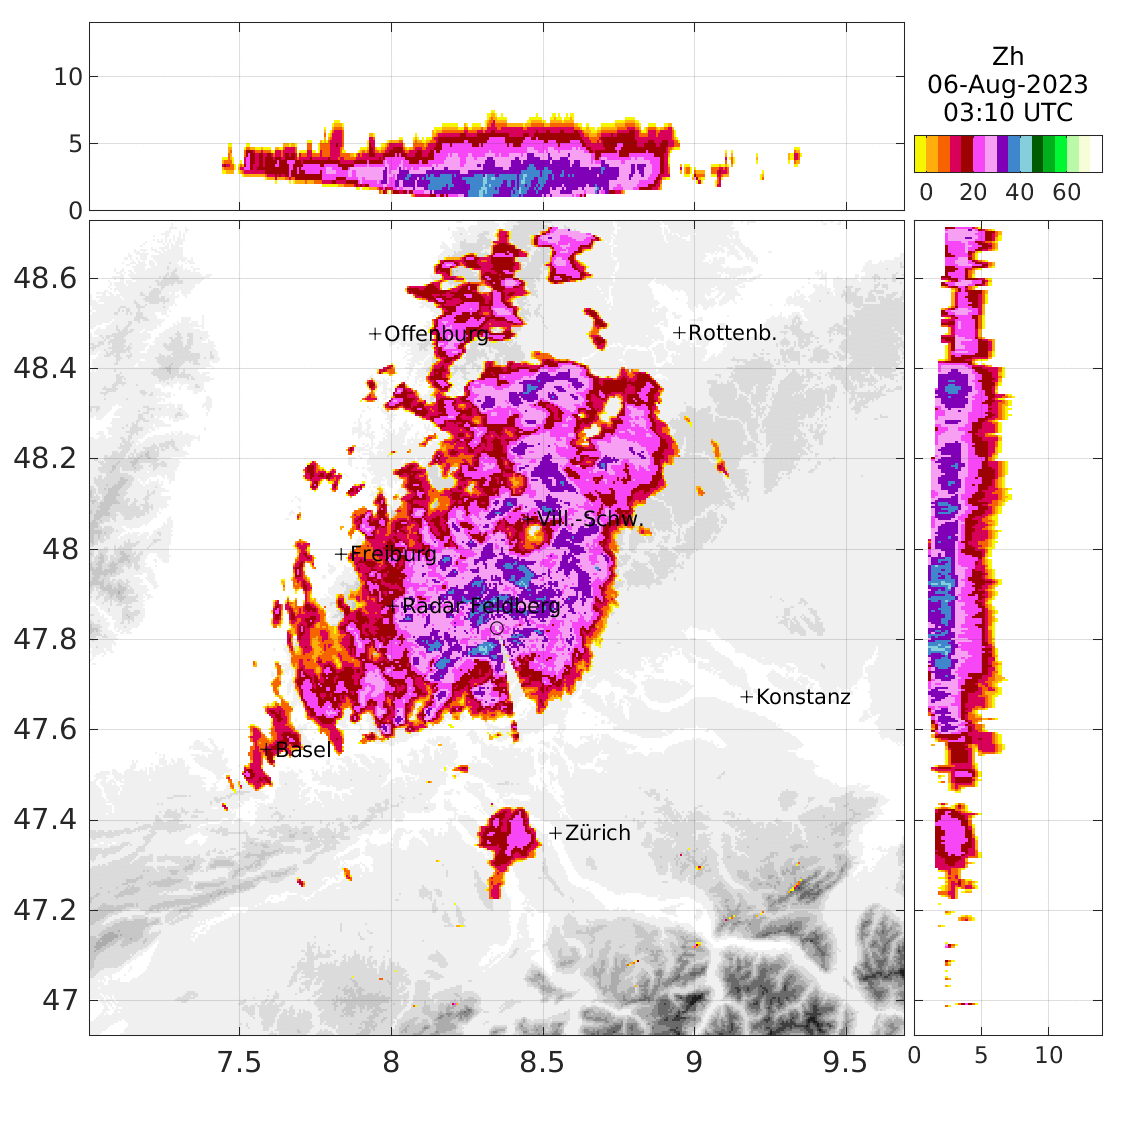 10
5
0
Zh
06-Aug-2023
03:10 UTC
0 20 40 60
48.6
48.4
48.2
48
47.8
47.6
47.4
47.2
47
+Offenburg
+Rottenb.
+Vill.-Schw.
+Freiburg
+Radar Feldberg
+Konstanz
+Basel
+Zürich
7.5 8 8.5 9 9.5
0 5 10